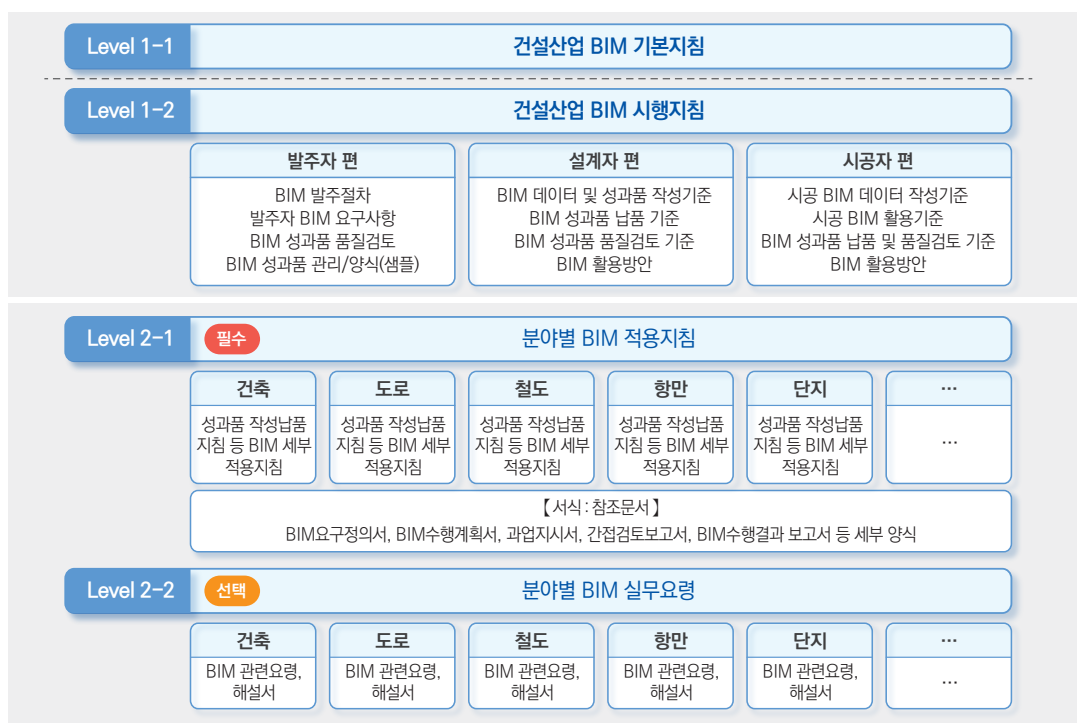 Level 1-1
건설산업 BIM 기본지침
Level 1-2
건설산업 BIM 시행지침
발주자 편
BIM 발주절차
발주자 BIM 요구사항
BIM 성과품 품질검토
BIM 성과품 관리/양식(샘플)
설계자 편
BIM 데이터 및 성과품 작성기준
BIM 성과품 납품 기준
BIM 성과품 품질검토 기준
BIM 활용방안
시공자 편
시공 BIM 데이터 작성기준
시공 BIM 활용기준
BIM 성과품 납품 및 품질검토 기준
BIM 활용방안
Level 2-1
필수
분야별 BIM 적용지침
건축
성과품 작성납품
지침 등 BIM 세부
적용지침
도로
성과품 작성납품
지침 등 BIM 세부
적용지침
철도
성과품 작성납품
지침 등 BIM 세부
적용지침
항만
성과품 작성납품
지침 등 BIM 세부
적용지침
단지
성과품 작성납품
지침 등 BIM 세부
적용지침
…
…
【 서식 : 참조문서 】
BIM요구정의서, BIM수행계획서, 과업지시서, 간접검토보고서, BIM수행결과 보고서 등 세부 양식
Level 2-2
선택
분야별 BIM 실무요령
건축
BIM 관련요령,
해설서
도로
BIM 관련요령,
해설서
철도
BIM 관련요령,
해설서
항만
BIM 관련요령,
해설서
단지
BIM 관련요령,
해설서
…
…